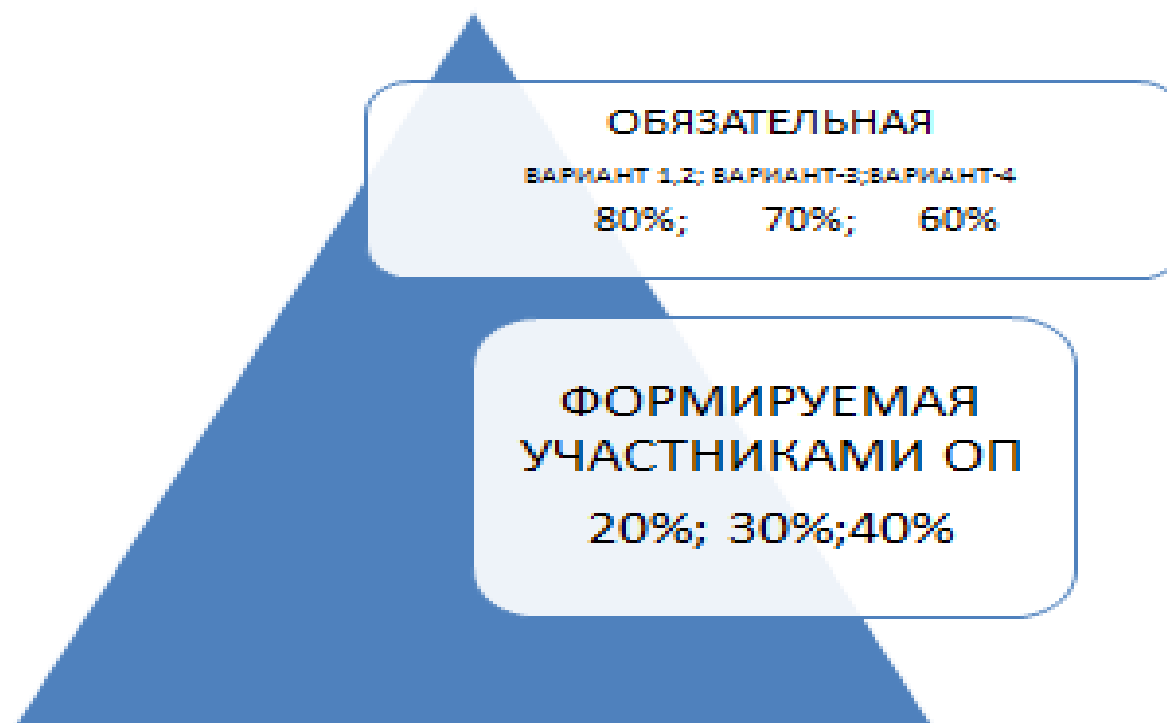 ОБЯЗАТЕЛЬНАЯ
ВАРИАНТ 1,2; ВАРИАНТ-3;ВАРИАНТ-4
80%; 70%; 60%
ФОРМИРУЕМАЯ
УЧАСТНИКАМИ ОП
20%; 30%;40%